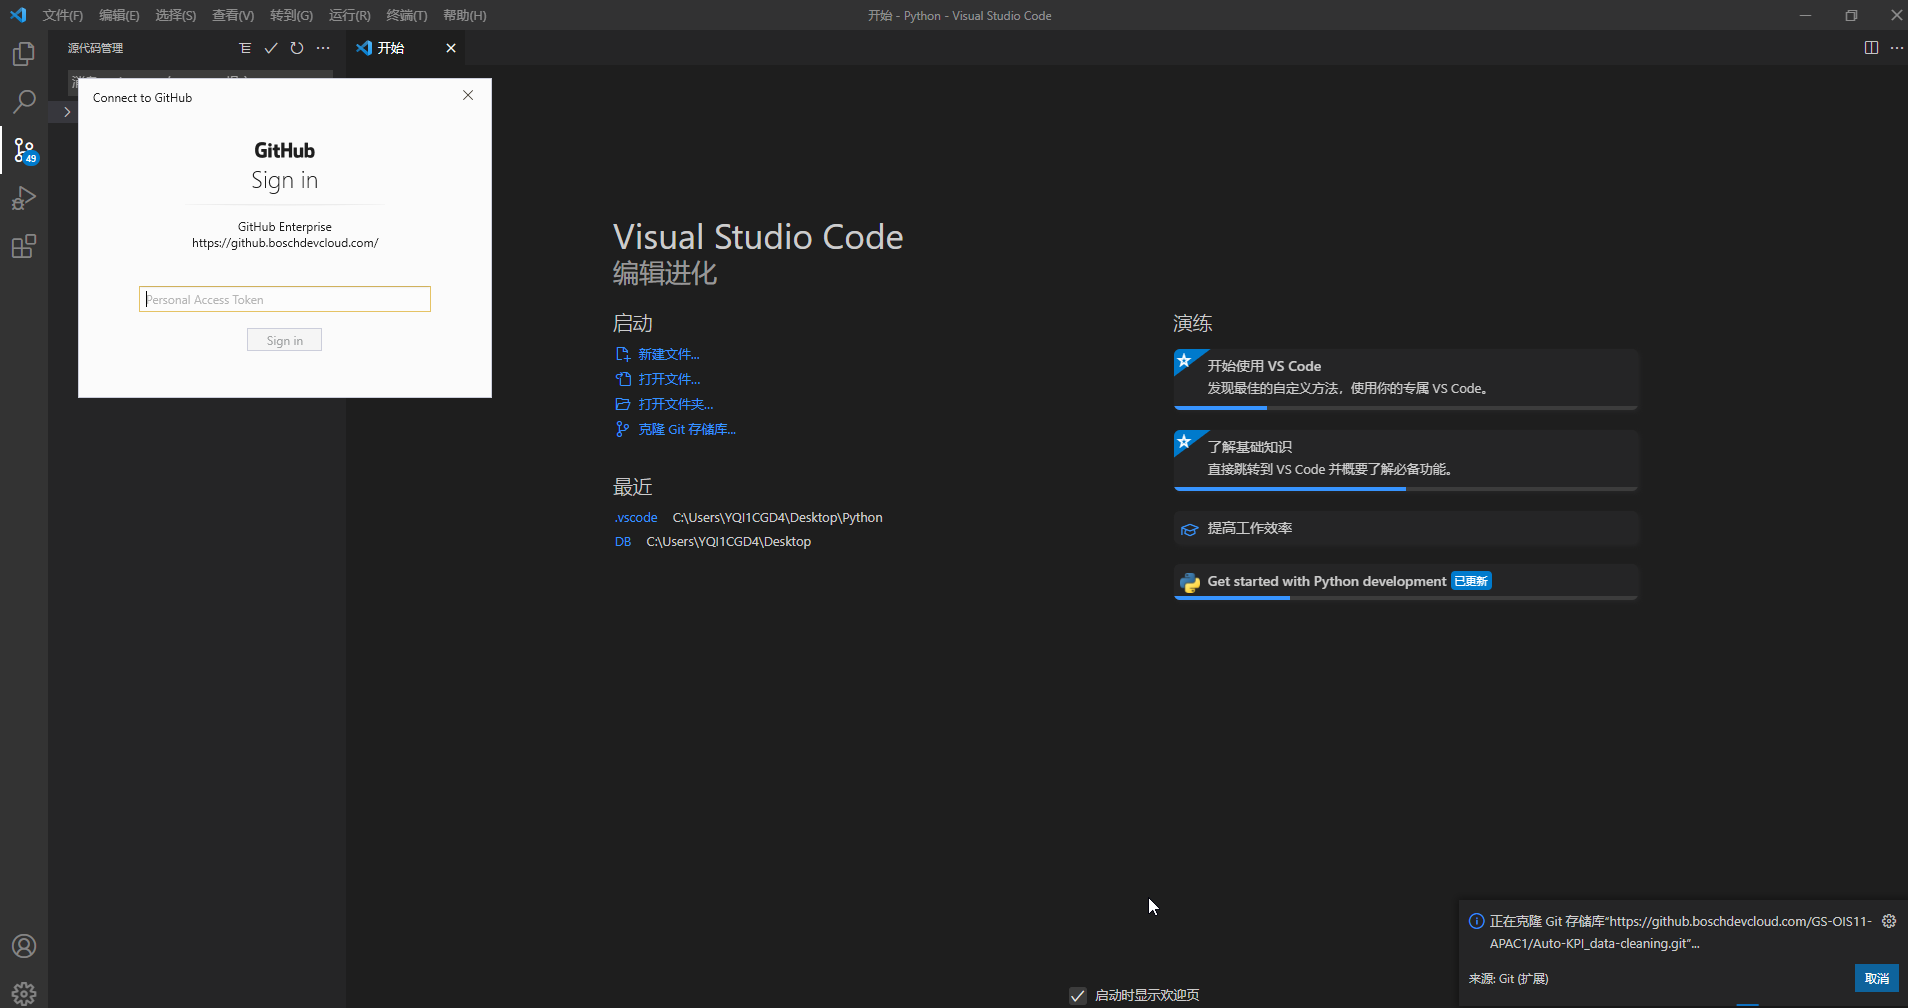 文件(F) 编辑(E) 选择(S) 查看(V) 转到(G) 运行(R) 终端(T) 帮助(H)
开始 - Python - Visual Studio Code
源代码管理
开始
49
Connect to GitHub
GitHub
Sign in
GitHub Enterprise
https://github.boschdevcloud.com/
Personal Access Token
Sign in
Visual Studio Code
编辑进化
启动
新建文件...
打开文件...
打开文件夹...
克隆 Git 存储库...
最近
.vscode C:\Users\YQI1CGD4\Desktop\Python
DB C:\Users\YQI1CGD4\Desktop
演练
开始使用 VS Code
发现最佳的自定义方法，使用你的专属 VS Code。
了解基础知识
直接跳转到 VS Code 并概要了解必备功能。
提高工作效率
Get started with Python development 已更新
启动时显示欢迎页
正在克隆 Git 存储库"https://github.boschdevcloud.com/GS-OIS11-
APAC1/Auto-KPI_data-cleaning.git"...
来源: Git (扩展)
取消